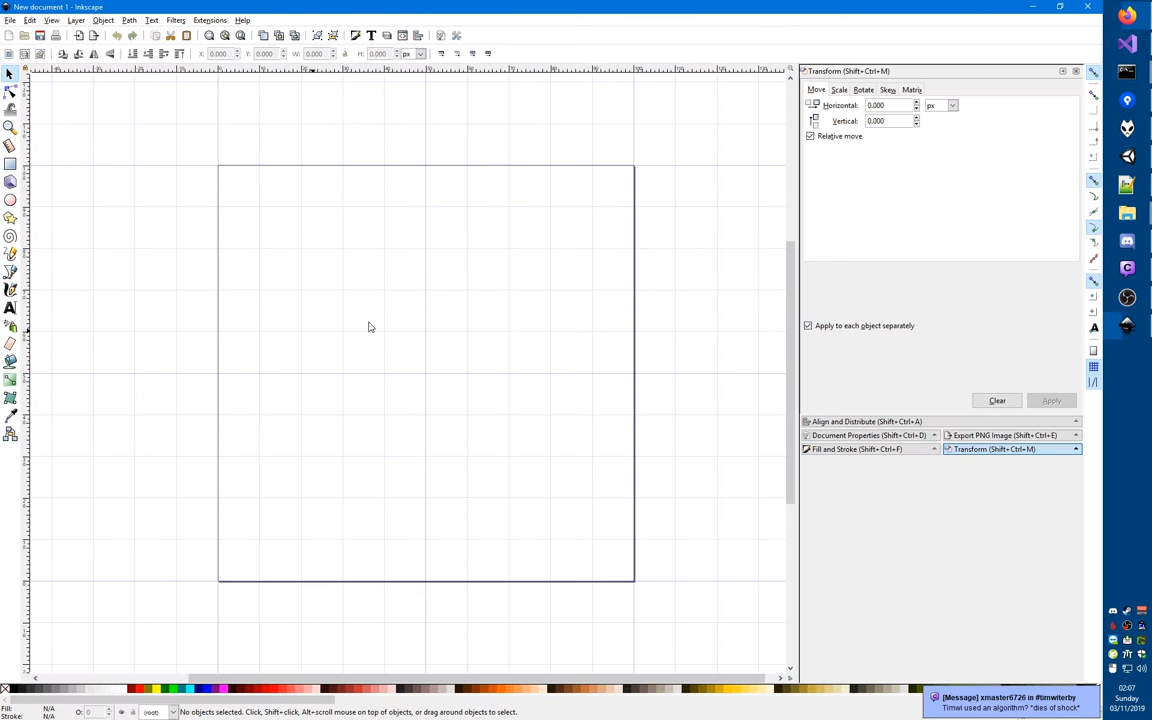 New document 1 - Inkscape
File Edit View Layer Object Path Text Filters Extensions Help
X: 0.000 Y: 0.000 W: 0.000 H: 0.000 px
Transform (Shift+Ctrl+M)
Move Scale Rotate Skew Matrix
Horizontal: 0.000 px
Vertical: 0.000
Relative move
Apply to each object separately
Clear Apply
Align and Distribute (Shift+Ctrl+A)
Document Properties (Shift+Ctrl+D) Export PNG Image (Shift+Ctrl+E)
Fill and Stroke (Shift+Ctrl+F) Transform (Shift+Ctrl+M)
Fill: N/A
Stroke: N/A
O: 0 (root) No objects selected. Click, Shift+click, Alt+scroll mouse on top of objects, or drag around objects to select.
[Message] xmaster6726 in #timwiterby
Timwi used an algorithm? *dies of shock*
02:07
Sunday
03/11/2019